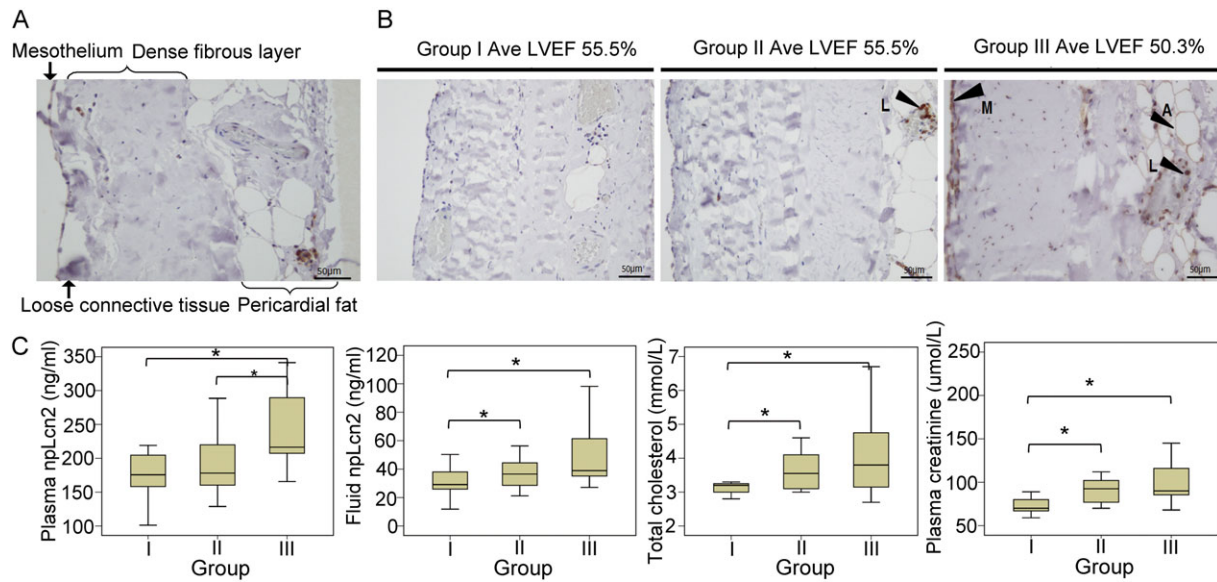 A
B
Mesothelium Dense fibrous layer
Group I Ave LVEF 55.5%
Group II Ave LVEF 55.5%
Group III Ave LVEF 50.3%
L
M
A
L
50µm
50µm
50µm
50µm
Loose connective tissue Pericardial fat
C
Plasma npLcn2 (ng/ml)
350
300
250
200
150
100
*
*
I II III
Group
Fluid npLcn2 (ng/ml)
120
100
80
60
40
20
0
*
*
I II III
Group
Total cholesterol (mmol/L)
7
6
5
4
3
2
*
*
I II III
Group
Plasma creatinine (umol/L)
250
200
150
100
50
*
*
I II III
Group